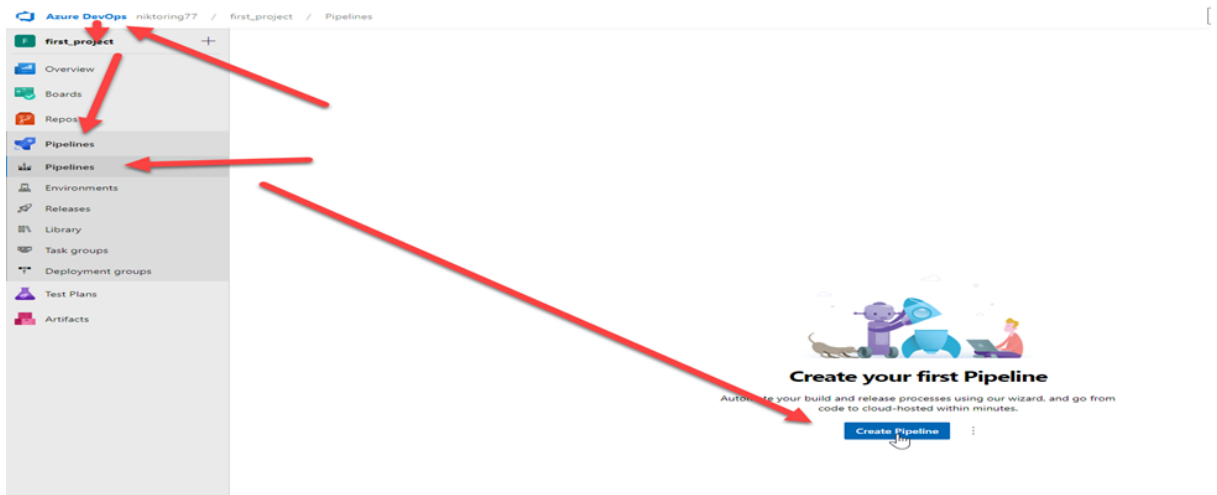 Azure DevOps niktoring77 / first_project / Pipelines
F first_project +
Overview
Boards
Repos
Pipelines
Pipelines
Environments
Releases
Library
Task groups
Deployment groups
Test Plans
Artifacts
Create your first Pipeline
Automate your build and release processes using our wizard, and go from
code to cloud-hosted within minutes.
Create Pipeline